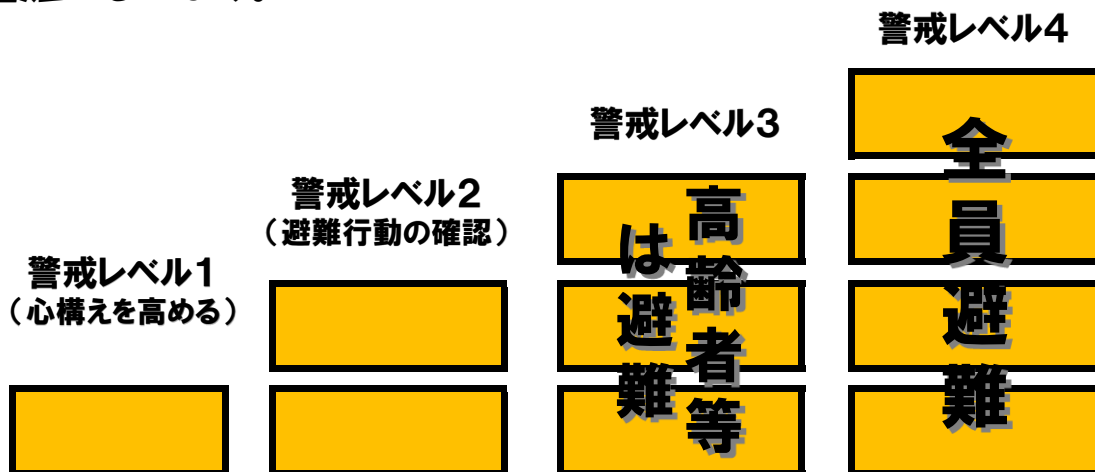 警戒レベル4
警戒レベル3
警戒レベル2
（避難行動の確認）
警戒レベル1
（心構えを高める）
高齢者等
は避難
全員避難